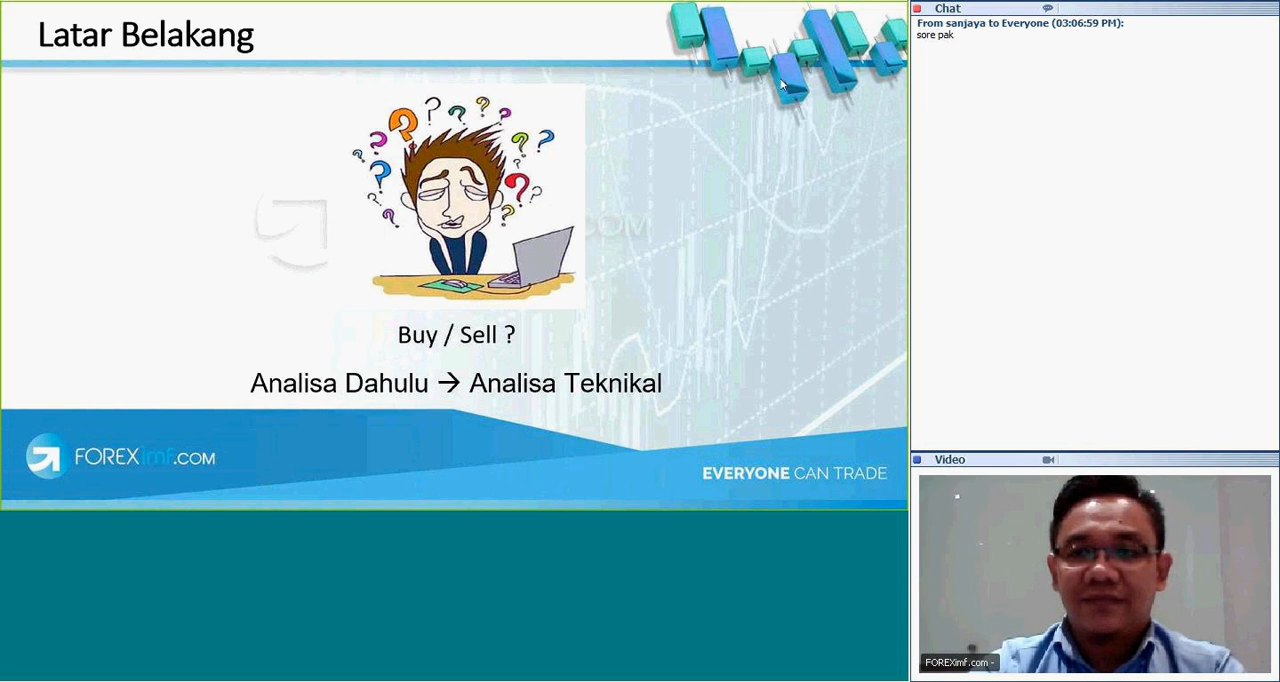 Latar Belakang
COM
Buy / Sell ?
Analisa Dahulu → Analisa Teknikal
FOREXimf.COM
EVERYONE CAN TRADE
Chat
From sanjaya to Everyone (03:06:59 PM):
sore pak
Video
FOREXimf.com -